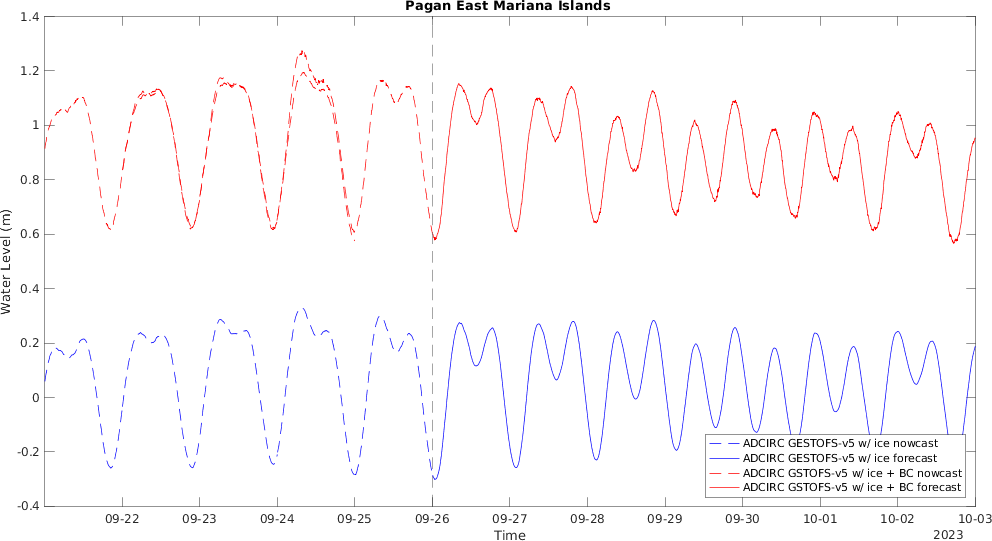 Pagan East Mariana Islands
1.4
1.2
1
0.8
0.6
0.4
0.2
0
-0.2
-0.4
Water Level (m)
ADCIRC GESTOFS-v5 w/ ice nowcast
ADCIRC GESTOFS-v5 w/ ice forecast
ADCIRC GSTOFS-v5 w/ ice + BC nowcast
ADCIRC GSTOFS-v5 w/ ice + BC forecast
09-22 09-23 09-24 09-25 09-26 09-27 09-28 09-29 09-30 10-01 10-02 10-03
Time 2023